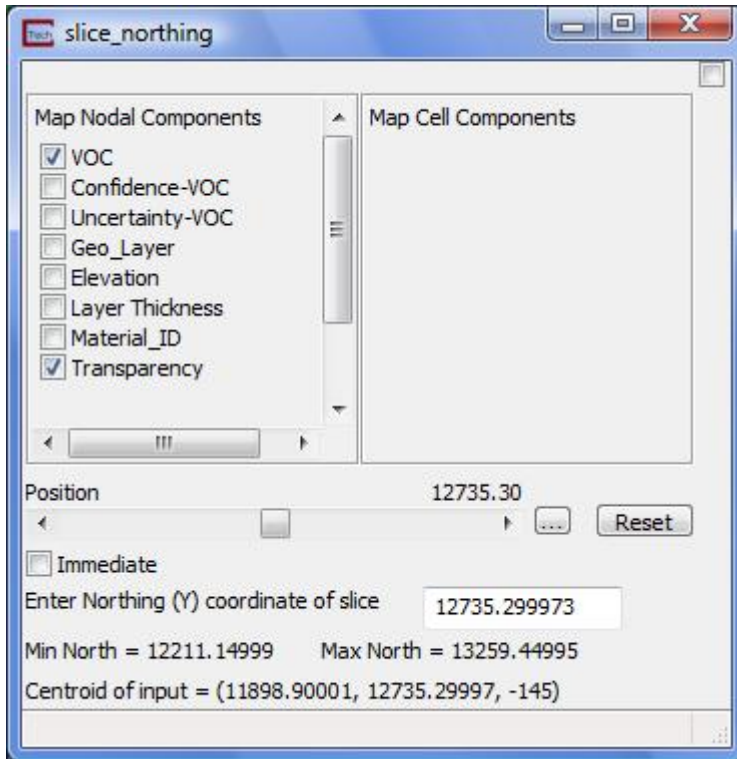 Tech slice_northing
Map Nodal Components
VOC
Confidence-VOC
Uncertainty-VOC
Geo_Layer
Elevation
Layer Thickness
Material_ID
Transparency
Map Cell Components
Position 12735.30
... Reset
Immediate
Enter Northing (Y) coordinate of slice 12735.299973
Min North = 12211.14999 Max North = 13259.44995
Centroid of input = (11898.90001, 12735.29997, -145)